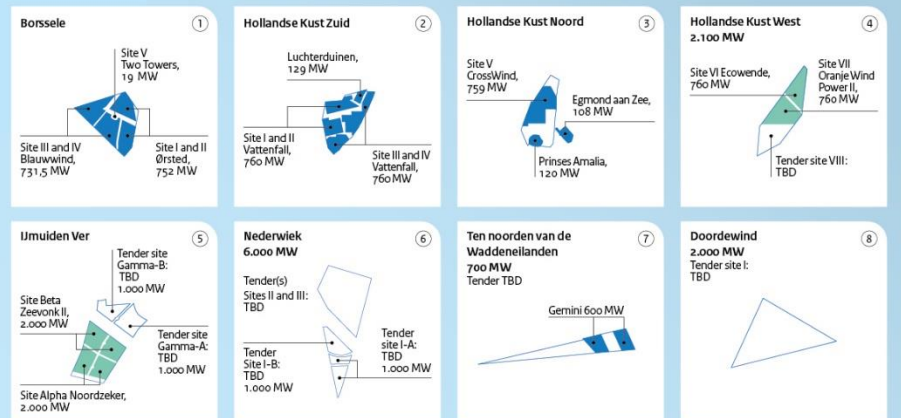 Borssele
1
Site V
Two Towers,
19 MW
Site III and IV
Blauwwind,
731,5 MW
Site I and II
Ørsted,
752 MW
Hollandse Kust Zuid
2
Luchterduinen,
129 MW
Site I and II
Vattenfall,
760 MW
Site III and IV
Vattenfall,
760 MW
Hollandse Kust Noord
3
Site V
CrossWind,
759 MW
Egmond aan Zee,
108 MW
Prinses Amalia,
120 MW
Hollandse Kust West
2.100 MW
4
Site VI Ecowende,
760 MW
Site VII
Oranje Wind
Power II,
760 MW
Tender site VIII:
TBD
IJmuiden Ver
5
Tender site
Gamma-B:
TBD
1.000 MW
Site Beta
Zeevonk II,
2.000 MW
Tender site
Gamma-A:
TBD
1.000 MW
Site Alpha Noordzeker,
2.000 MW
Nederwiek
6.000 MW
6
Tender(s)
Sites II and III:
TBD
Tender
Site I-B:
TBD
1.000 MW
Tender
site I-A:
TBD
1.000 MW
Ten noorden van de
Waddeneilanden
700 MW
Tender TBD
7
Gemini 600 MW
Doordewind
2.000 MW
Tender site I:
TBD
8